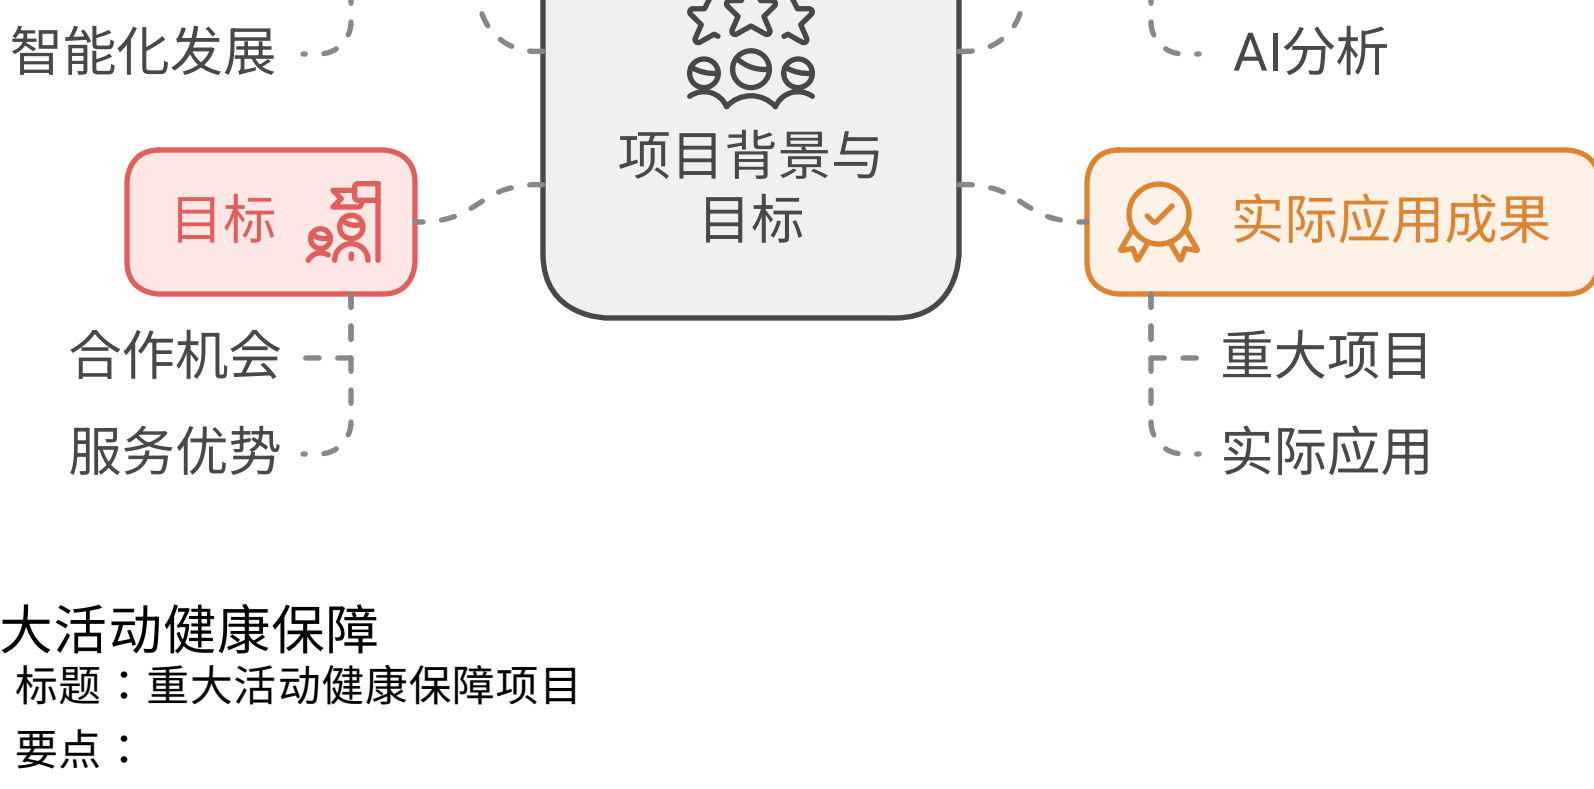 智能化发展
AI分析
项目背景与
目标
目标
实际应用成果
合作机会
重大项目
服务优势
实际应用
大活动健康保障
标题：重大活动健康保障项目
要点：